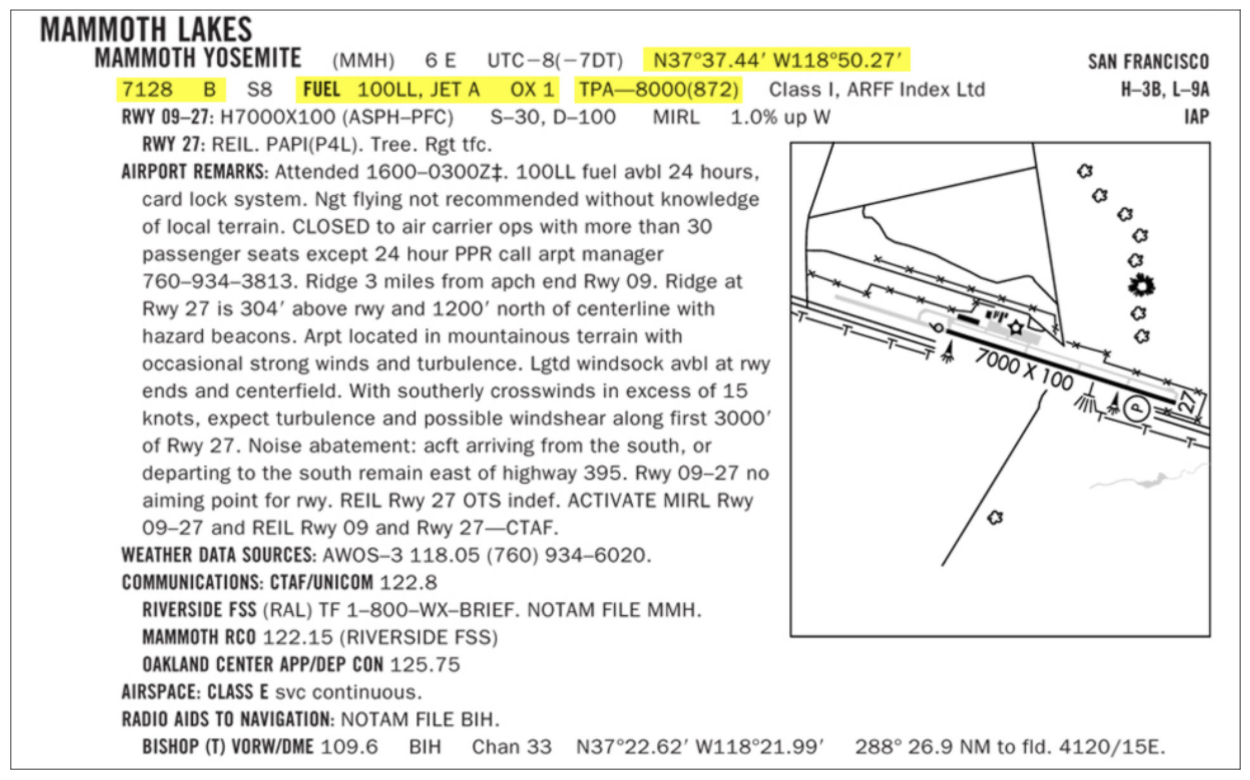 MAMMOTH LAKES
MAMMOTH YOSEMITE (MMH) 6 E UTC−8(−7DT) N37°37.44′ W118°50.27′ SAN FRANCISCO
7128 B S8 FUEL 100LL, JET A OX 1 TPA—8000(872) Class I, ARFF Index Ltd H–3B, L–9A
RWY 09–27: H7000X100 (ASPH–PFC) S–30, D–100 MIRL 1.0% up W IAP
RWY 27: REIL. PAPI(P4L). Tree. Rgt tfc.
AIRPORT REMARKS: Attended 1600–0300Z‡. 100LL fuel avbl 24 hours,
card lock system. Ngt flying not recommended without knowledge
of local terrain. CLOSED to air carrier ops with more than 30
passenger seats except 24 hour PPR call arpt manager
760–934–3813. Ridge 3 miles from apch end Rwy 09. Ridge at
Rwy 27 is 304′ above rwy and 1200′ north of centerline with
hazard beacons. Arpt located in mountainous terrain with
occasional strong winds and turbulence. Lgtd windsock avbl at rwy
ends and centerfield. With southerly crosswinds in excess of 15
knots, expect turbulence and possible windshear along first 3000′
of Rwy 27. Noise abatement: acft arriving from the south, or
departing to the south remain east of highway 395. Rwy 09–27 no
aiming point for rwy. REIL Rwy 27 OTS indef. ACTIVATE MIRL Rwy
09–27 and REIL Rwy 09 and Rwy 27—CTAF.
WEATHER DATA SOURCES: AWOS–3 118.05 (760) 934–6020.
COMMUNICATIONS: CTAF/UNICOM 122.8
RIVERSIDE FSS (RAL) TF 1–800–WX–BRIEF. NOTAM FILE MMH.
MAMMOTH RCO 122.15 (RIVERSIDE FSS)
OAKLAND CENTER APP/DEP CON 125.75
AIRSPACE: CLASS E svc continuous.
RADIO AIDS TO NAVIGATION: NOTAM FILE BIH.
BISHOP (T) VORW/DME 109.6 BIH Chan 33 N37°22.62′ W118°21.99′ 288° 26.9 NM to fld. 4120/15E.
9
7000 X 100
27
P